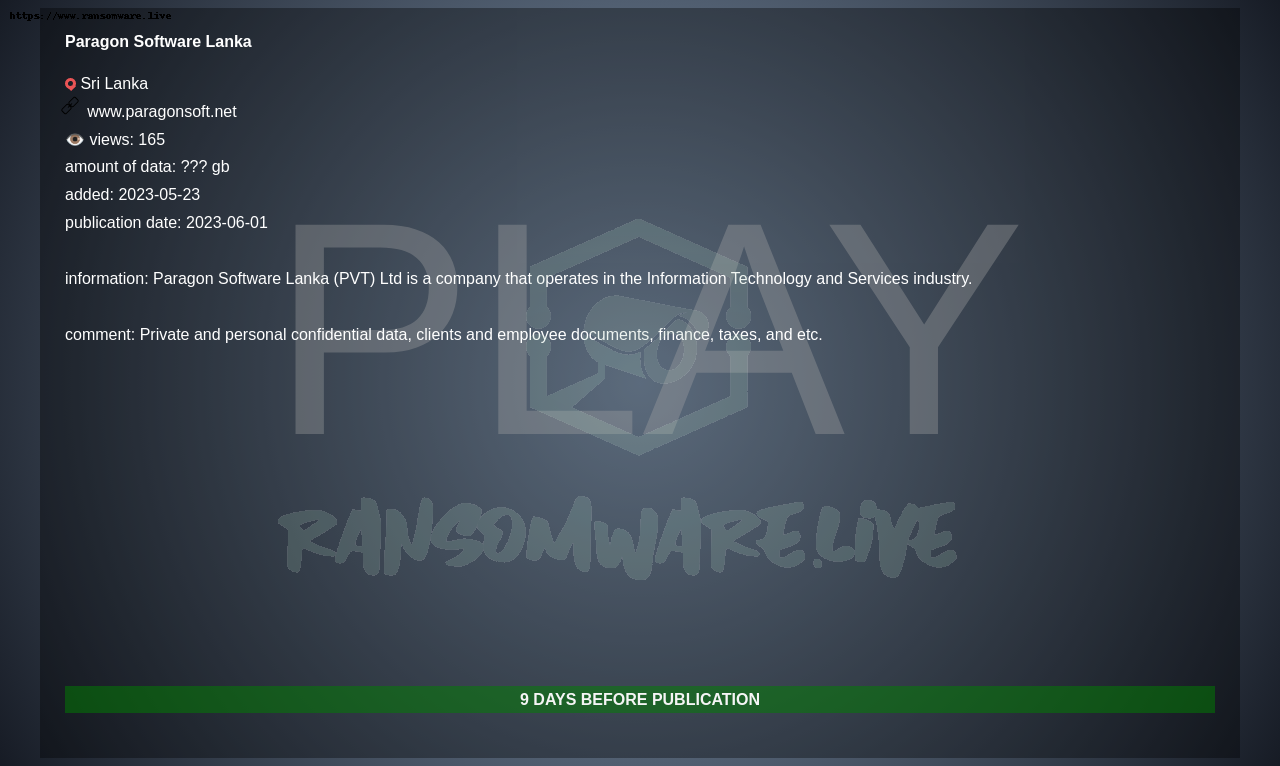 https://www.ransomware.live
Paragon Software Lanka
Sri Lanka
www.paragonsoft.net
views: 165
amount of data: ??? gb
added: 2023-05-23
publication date: 2023-06-01
PLAY
information: Paragon Software Lanka (PVT) Ltd is a company that operates in the Information Technology and Services industry.
comment: Private and personal confidential data, clients and employee documents, finance, taxes, and etc.
RANSOMWARE.LIVE
9 DAYS BEFORE PUBLICATION